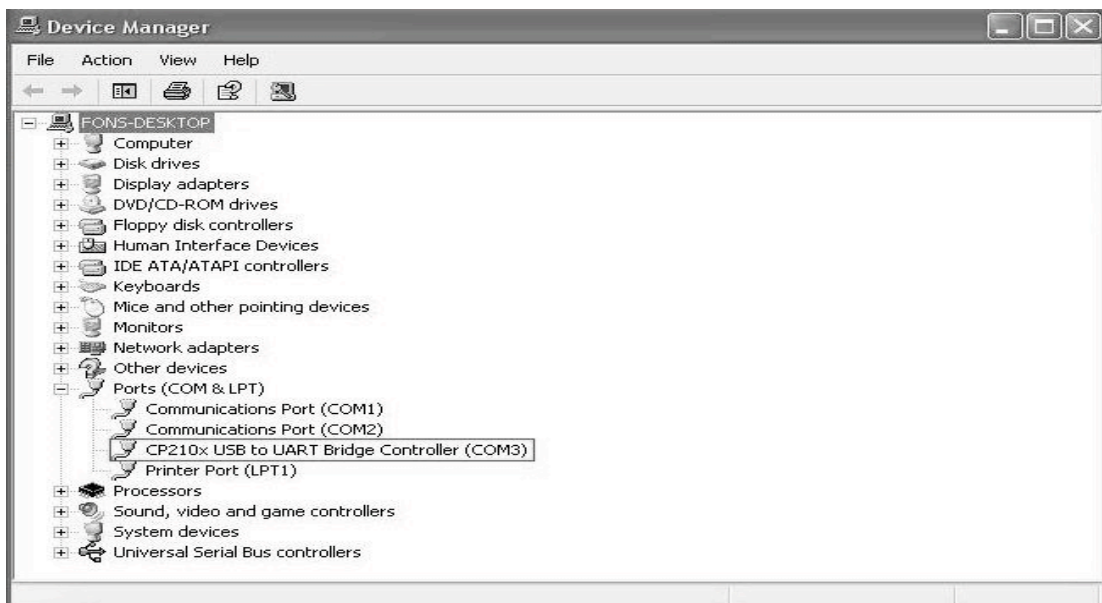 Device Manager
File Action View Help
FONS-DESKTOP
Computer
Disk drives
Display adapters
DVD/CD-ROM drives
Floppy disk controllers
Human Interface Devices
IDE ATA/ATAPI controllers
Keyboards
Mice and other pointing devices
Monitors
Network adapters
Other devices
Ports (COM & LPT)
Communications Port (COM1)
Communications Port (COM2)
CP210x USB to UART Bridge Controller (COM3)
Printer Port (LPT1)
Processors
Sound, video and game controllers
System devices
Universal Serial Bus controllers